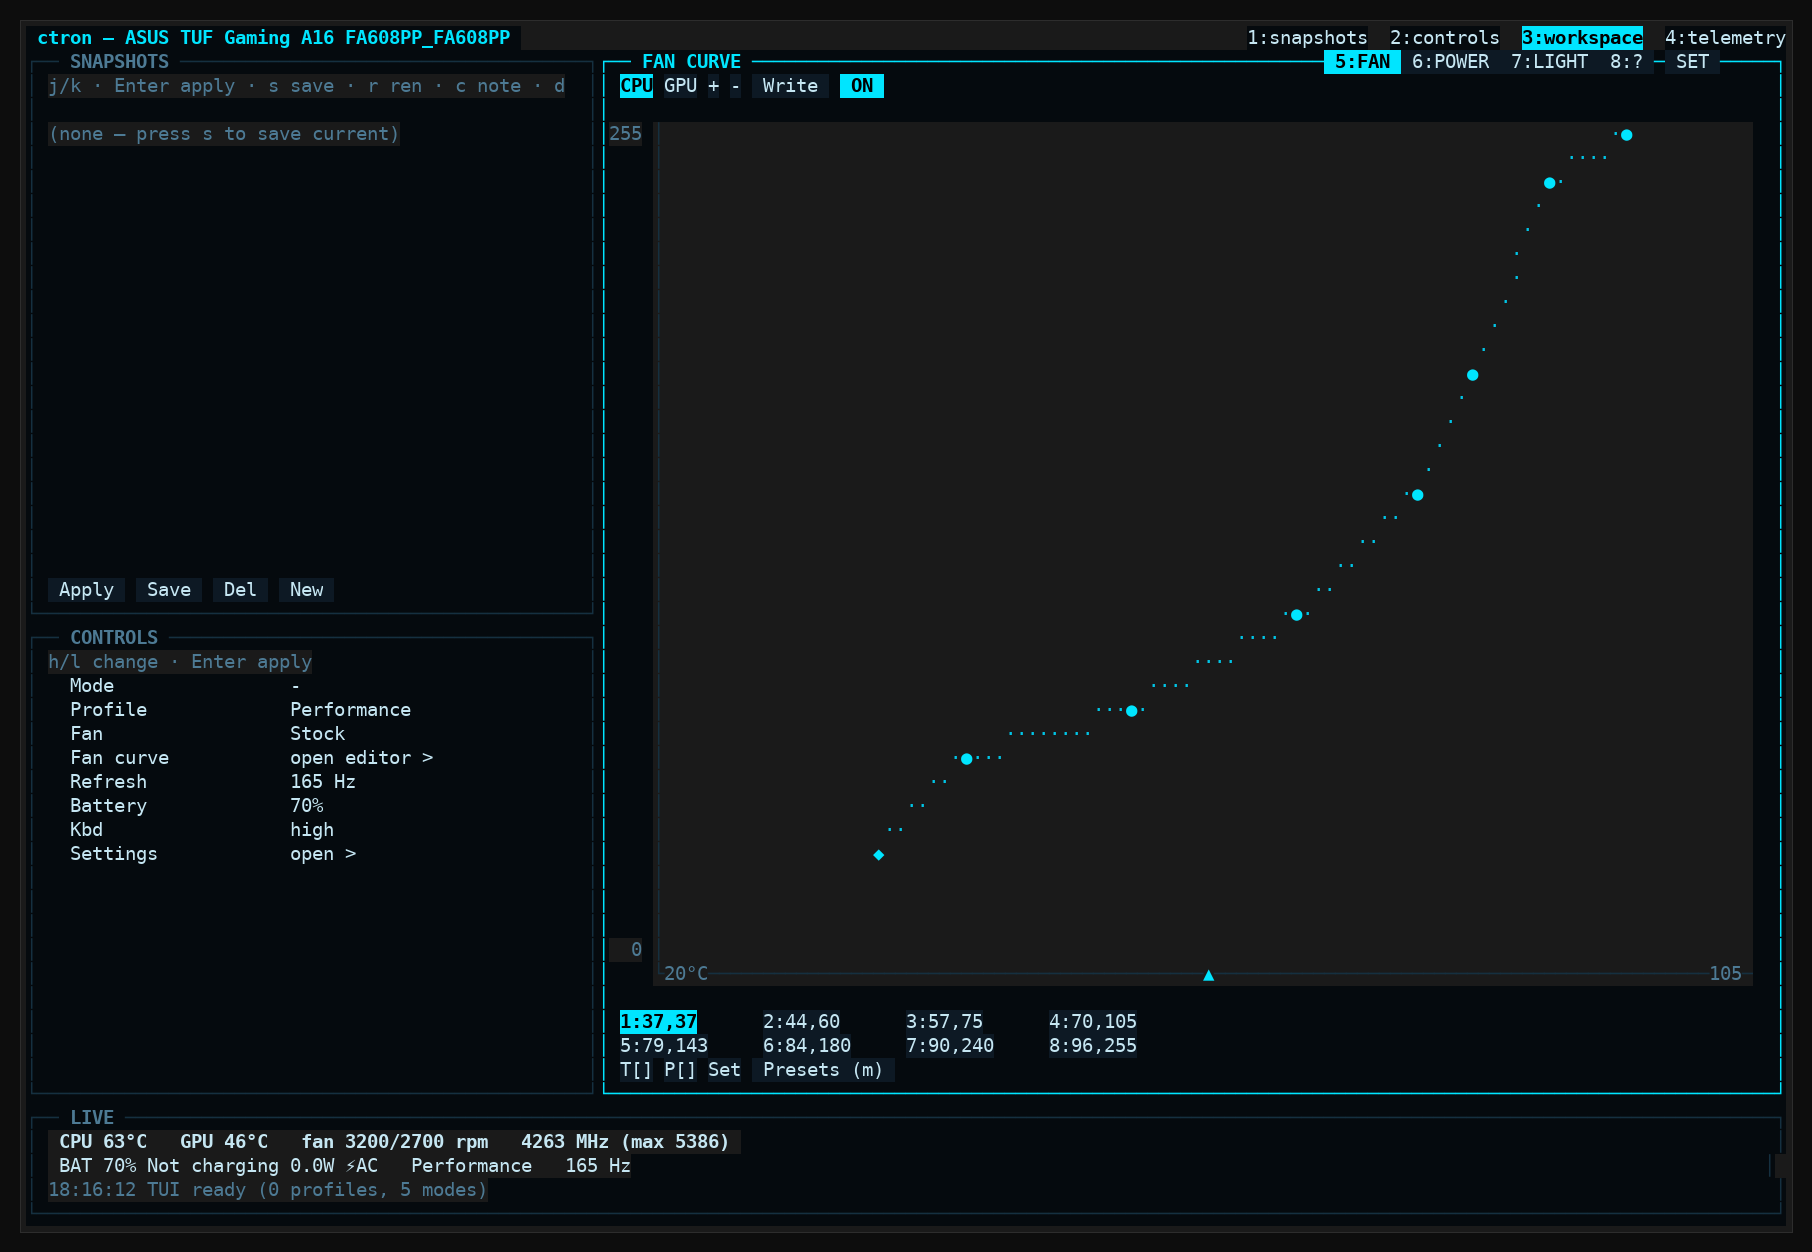 ctron — ASUS TUF Gaming A16 FA608PP_FA608PP 1:snapshots 2:controls 3:workspace 4:telemetry
SNAPSHOTS
j/k · Enter apply · s save · r ren · c note · d
(none — press s to save current)
Apply Save Del New
CONTROLS
h/l change · Enter apply
Mode -
Profile Performance
Fan Stock
Fan curve open editor >
Refresh 165 Hz
Battery 70%
Kbd high
Settings open >
FAN CURVE 5:FAN 6:POWER 7:LIGHT 8:? SET
CPU GPU + - Write ON
255
0
20°C 105
1:37,37 2:44,60 3:57,75 4:70,105
5:79,143 6:84,180 7:90,240 8:96,255
T[] P[] Set Presets (m)
LIVE
CPU 63°C GPU 46°C fan 3200/2700 rpm 4263 MHz (max 5386)
BAT 70% Not charging 0.0W ⚡AC Performance 165 Hz
18:16:12 TUI ready (0 profiles, 5 modes)